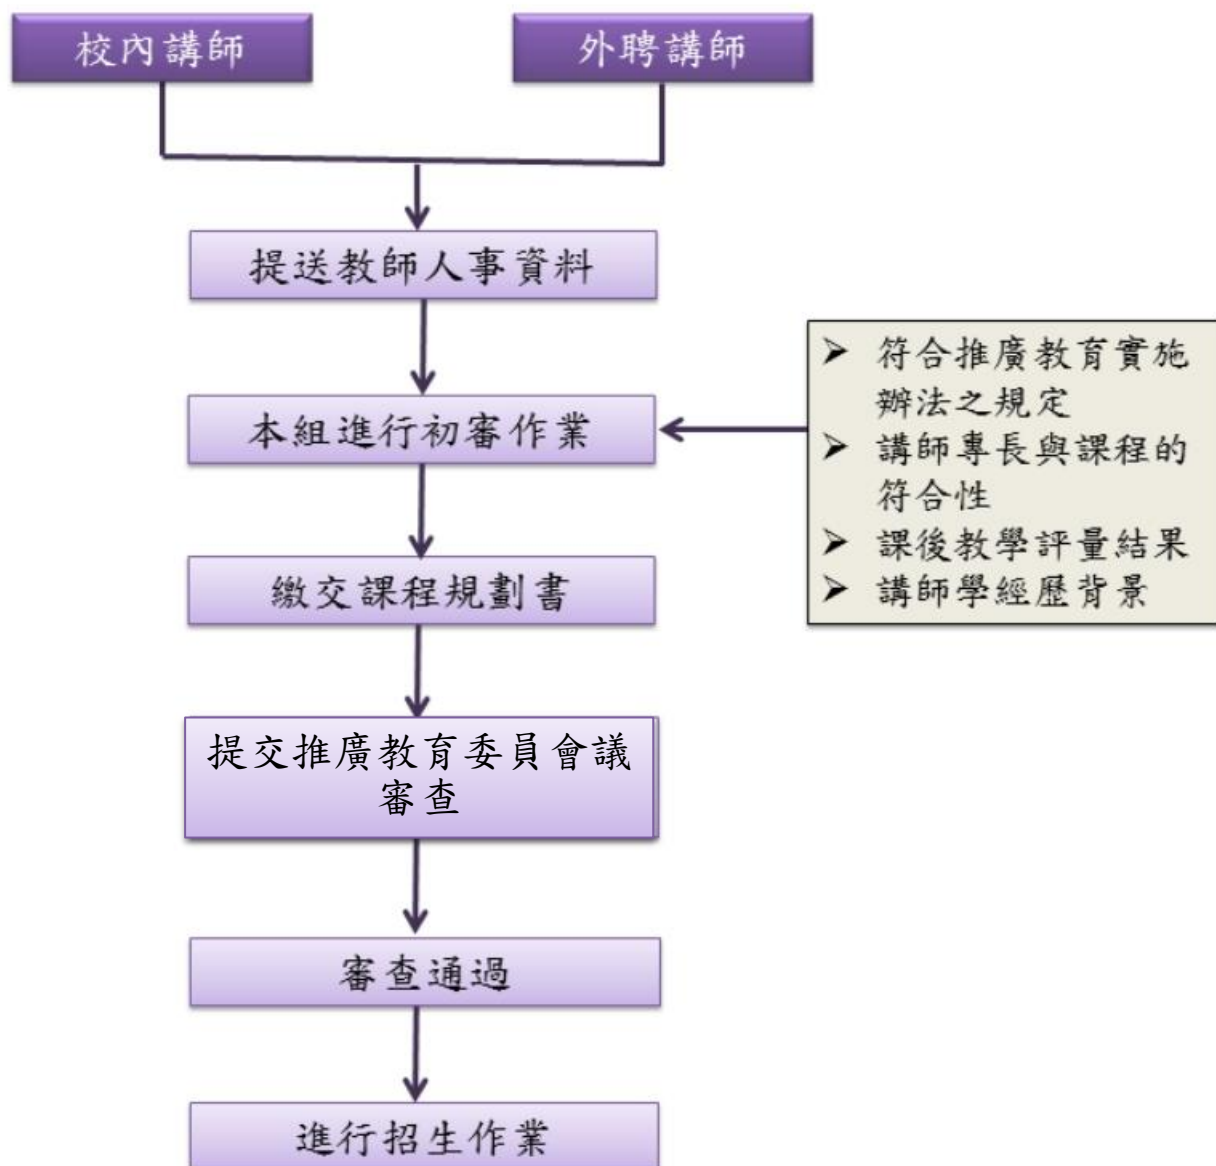 校內講師
外聘講師
提送教師人事資料
本組進行初審作業
➢ 符合推廣教育實施
辦法之規定
➢ 講師專長與課程的
符合性
➢ 課後教學評量結果
➢ 講師學經歷背景
繳交課程規劃書
提交推廣教育委員會議
審查
審查通過
進行招生作業